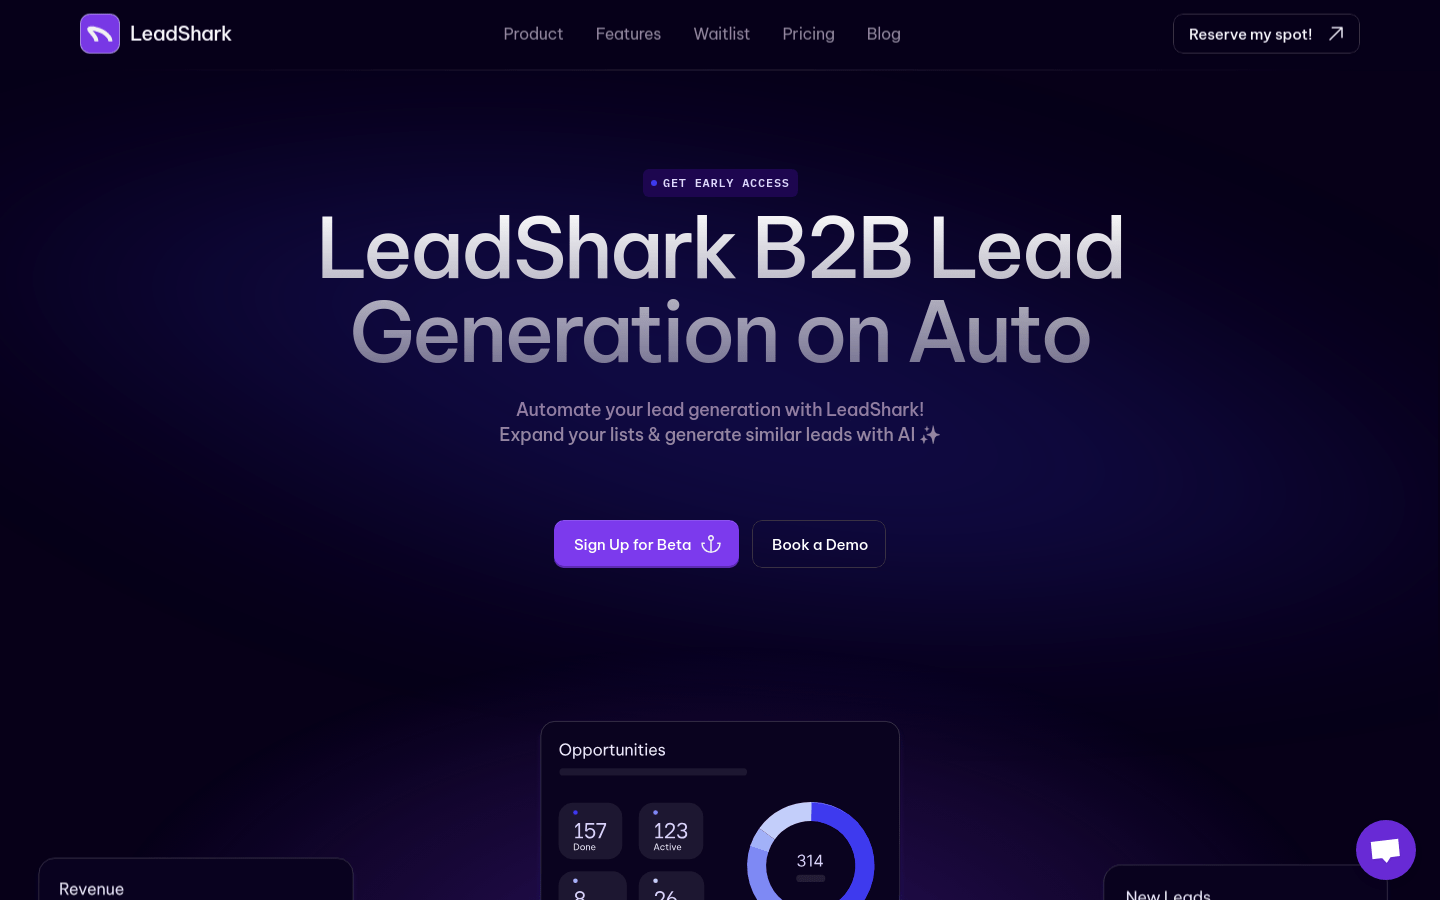 LeadShark
Product
Features
Waitlist
Pricing
Blog
Reserve my spot!
GET EARLY ACCESS
LeadShark B2B Lead
Generation on Auto
Automate your lead generation with LeadShark!
Expand your lists & generate similar leads with AI ✨
Sign Up for Beta
Book a Demo
Opportunities
157
Done
123
Active
314
8
26
Revenue
New Leads